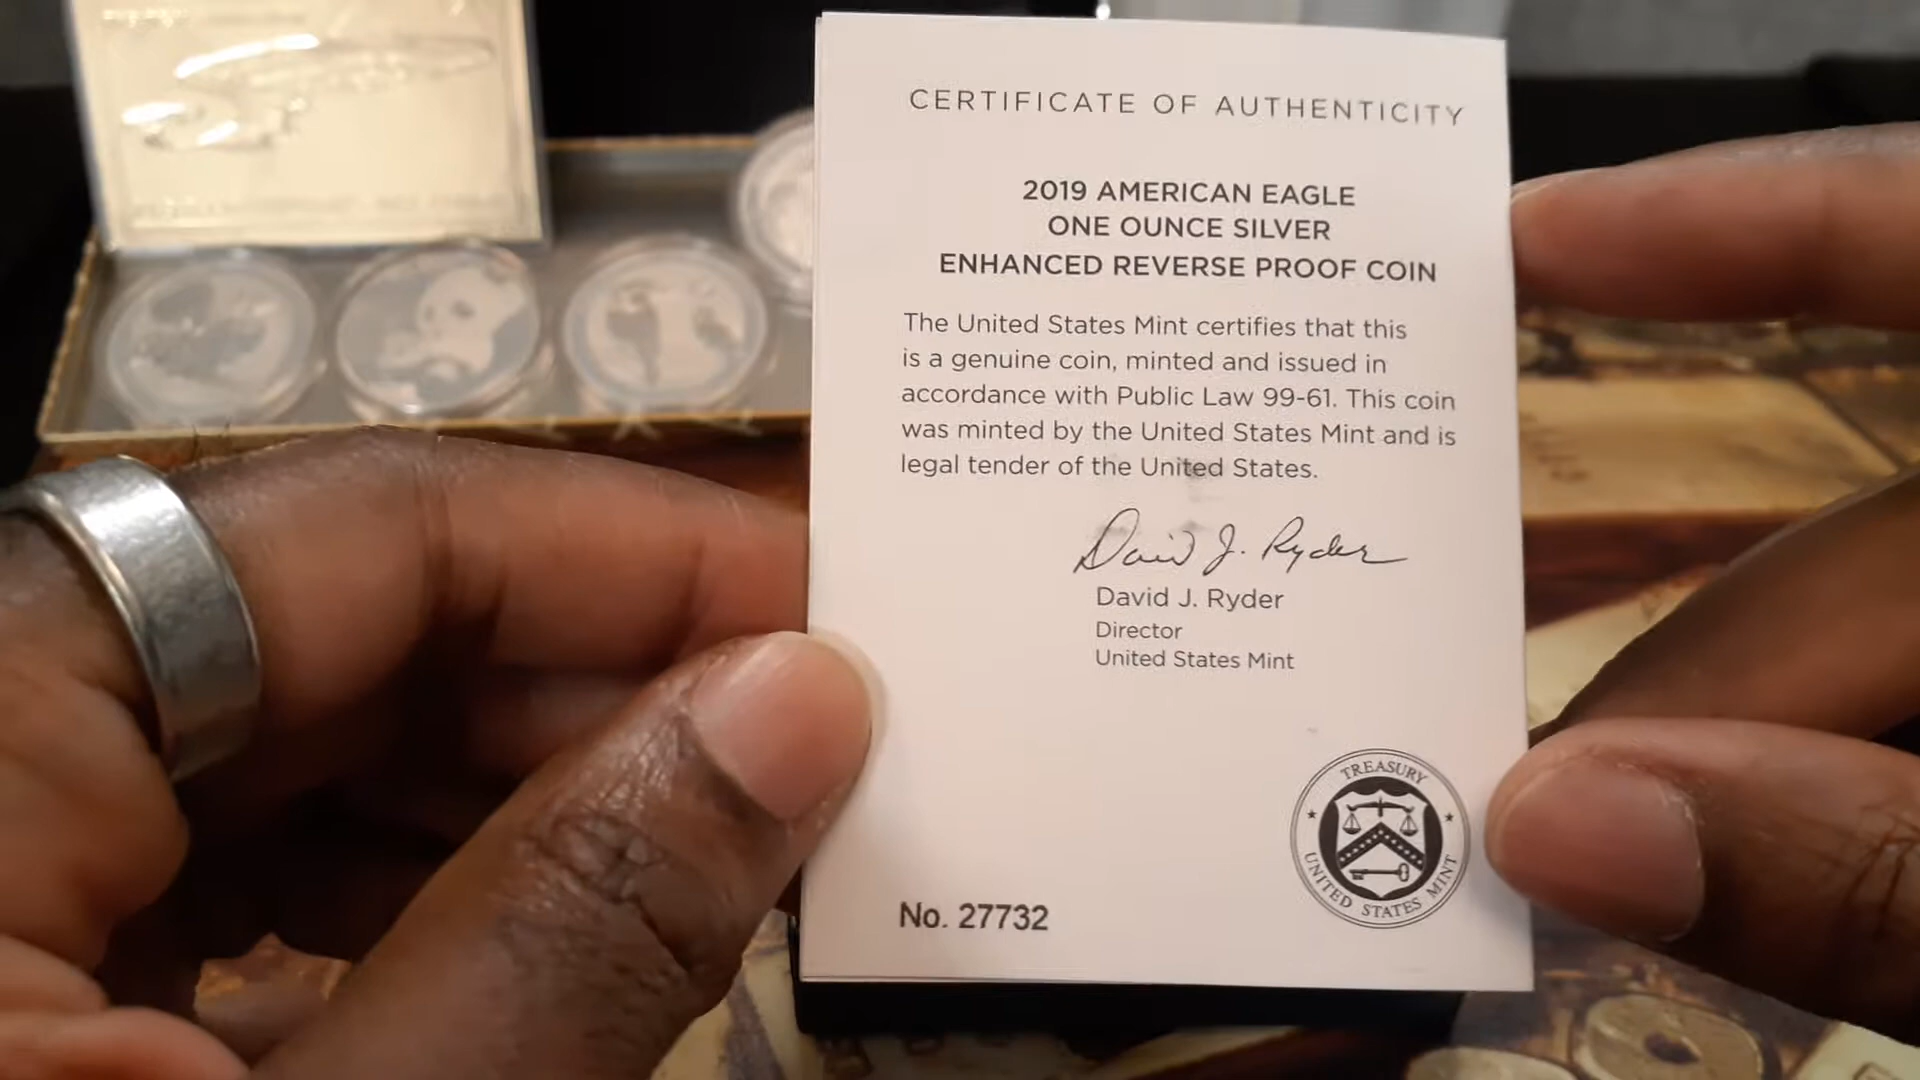 CERTIFICATE OF AUTHENTICITY
2019 AMERICAN EAGLE
ONE OUNCE SILVER
ENHANCED REVERSE PROOF COIN
The United States Mint certifies that this
is a genuine coin, minted and issued in
accordance with Public Law 99-61. This coin
was minted by the United States Mint and is
legal tender of the United States.
David J. Ryder
David J. Ryder
Director
United States Mint
TREASURY
UNITED STATES MINT
No. 27732